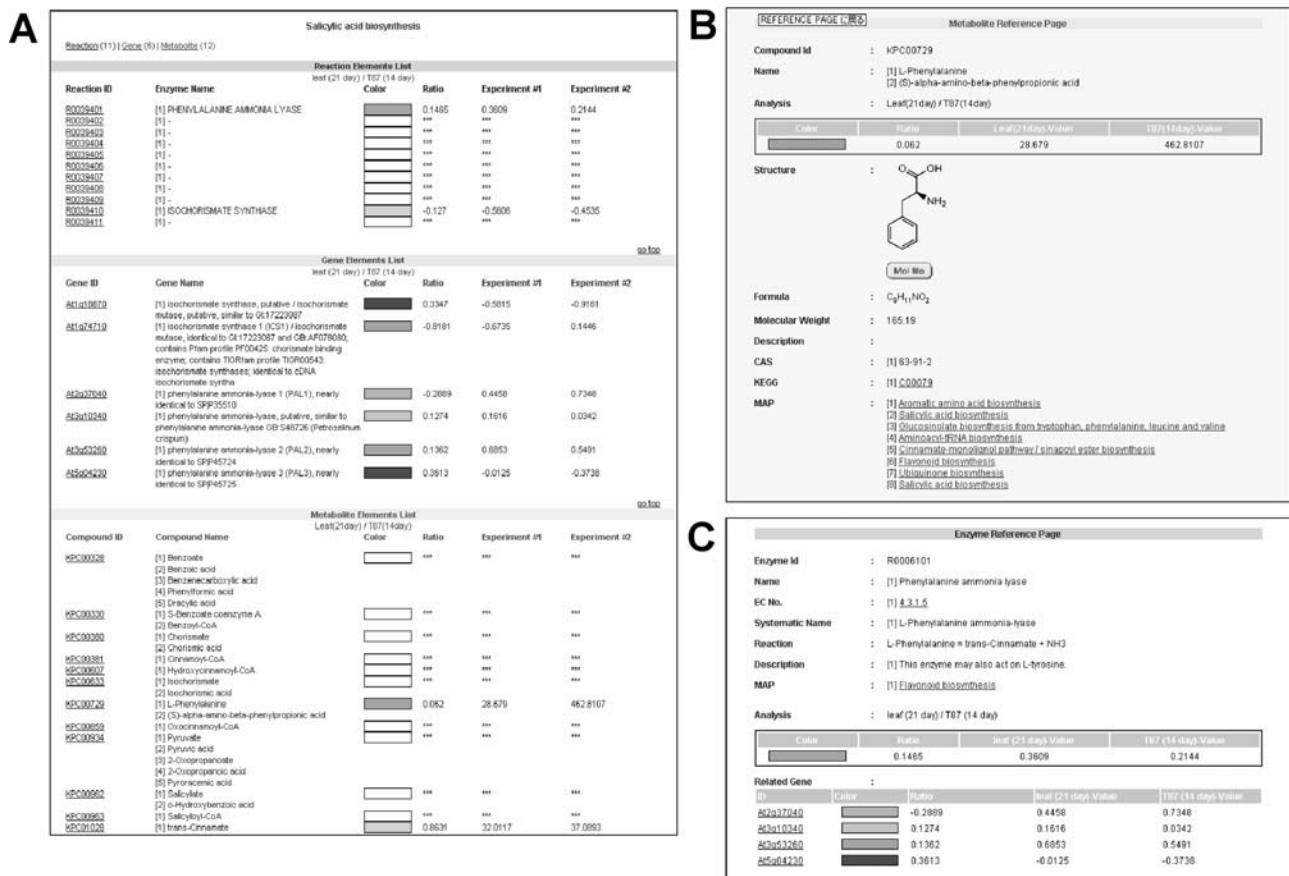 A
Salicylic acid biosynthesis
Reaction (11) | Gene (6) | Metabolite (12)
Reaction Elements List
leaf (21 day) / T87 (14 day)
Reaction ID Enzyme Name Color Ratio Experiment #1 Experiment #2
R0039401 [1] PHENYLALANINE AMMONIA LYASE 0.1465 0.3609 0.2144
R0039402 [1] - *** *** ***
R0039403 [1] - *** *** ***
R0039404 [1] - *** *** ***
R0039405 [1] - *** *** ***
R0039406 [1] - *** *** ***
R0039407 [1] - *** *** ***
R0039408 [1] - *** *** ***
R0039409 [1] - *** *** ***
R0039410 [1] ISOCHORISMATE SYNTHASE -0.127 -0.5806 -0.4535
R0039411 [1] - *** *** ***
go top
Gene Elements List
leaf (21 day) / T87 (14 day)
Gene ID Gene Name Color Ratio Experiment #1 Experiment #2
At1g18870 [1] isochorismate synthase, putative / isochorismate 0.3347 -0.5815 -0.9161
mutase, putative, similar to GI:17223087
At1g74710 [1] isochorismate synthase 1 (ICS1) / isochorismate -0.8181 -0.6735 0.1446
mutase, identical to GI:17223087 and GB:AF078080;
contains Pfam profile PF00425: chorismate binding
enzyme; contains TIGRfam profile TIGR00543:
isochorismate synthases; identical to cDNA
isochorismate syntha
At2g37040 [1] phenylalanine ammonia-lyase 1 (PAL1), nearly -0.2889 0.4458 0.7348
identical to SP|P35510
At3g10340 [1] phenylalanine ammonia-lyase, putative, similar to 0.1274 0.1616 0.0342
phenylalanine ammonia-lyase GB:S48726 (Petroselinum
crispum)
At3g53260 [1] phenylalanine ammonia-lyase 2 (PAL2), nearly 0.1362 0.6853 0.5491
identical to SP|P45724
At5g04230 [1] phenylalanine ammonia-lyase 3 (PAL3), nearly 0.3613 -0.0125 -0.3738
identical to SP|P45725
go top
Metabolite Elements List
Leaf(21day) / T87(14day)
Compound ID Compound Name Color Ratio Experiment #1 Experiment #2
KPC00328 [1] Benzoate *** *** ***
[2] Benzoic acid
[3] Benzenecarboxylic acid
[4] Phenylformic acid
[5] Dracylic acid
KPC00330 [1] S-Benzoate coenzyme A *** *** ***
[2] Benzoyl-CoA
KPC00380 [1] Chorismate *** *** ***
[2] Chorismic acid
KPC00381 [1] Cinnamoyl-CoA *** *** ***
KPC00607 [1] Hydroxycinnamoyl-CoA *** *** ***
KPC00633 [1] Isochorismate *** *** ***
[2] Isochorismic acid
KPC00729 [1] L-Phenylalanine 0.062 28.679 462.8107
[2] (S)-alpha-amino-beta-phenylpropionic acid
KPC00859 [1] Oxocinnamoyl-CoA *** *** ***
KPC00934 [1] Pyruvate *** *** ***
[2] Pyruvic acid
[3] 2-Oxopropanoate
[4] 2-Oxopropanoic acid
[5] Pyroracemic acid
KPC00962 [1] Salicylate *** *** ***
[2] o-Hydroxybenzoic acid
KPC00963 [1] Salicyloyl-CoA *** *** ***
KPC01028 [1] trans-Cinnamate 0.8631 32.0117 37.0893
B
REFERENCE PAGE に戻る
Metabolite Reference Page
Compound Id : KPC00729
Name : [1] L-Phenylalanine
[2] (S)-alpha-amino-beta-phenylpropionic acid
Analysis : Leaf(21day) / T87(14day)
Color Ratio Leaf(21day)-Value T87(14day)-Value
0.062 28.679 462.8107
Structure :
O OH
NH2
Mol file
Formula : C9H11NO2
Molecular Weight : 165.19
Description :
CAS : [1] 63-91-2
KEGG : [1] C00079
MAP : [1] Aromatic amino acid biosynthesis
[2] Salicylic acid biosynthesis
[3] Glucosinolate biosynthesis from tryptophan, phenylalanine, leucine and valine
[4] Aminoacyl-tRNA biosynthesis
[5] Cinnamate-monolignol pathway / sinapoyl ester biosynthesis
[6] Flavonoid biosynthesis
[7] Ubiquinone biosynthesis
[8] Salicylic acid biosynthesis
C
Enzyme Reference Page
Enzyme Id : R0006101
Name : [1] Phenylalanine ammonia lyase
EC No. : [1] 4.3.1.5
Systematic Name : [1] L-Phenylalanine ammonia-lyase
Reaction : L-Phenylalanine = trans-Cinnamate + NH3
Description : [1] This enzyme may also act on L-tyrosine.
MAP : [1] Flavonoid biosynthesis
Analysis : leaf (21 day) / T87 (14 day)
Color Ratio leaf (21 day)-Value T87 (14 day)-Value
0.1465 0.3609 0.2144
Related Gene :
ID Color Ratio leaf (21 day)-Value T87 (14 day)-Value
At2g37040 -0.2889 0.4458 0.7348
At3g10340 0.1274 0.1616 0.0342
At3g53260 0.1362 0.6853 0.5491
At5g04230 0.3613 -0.0125 -0.3738